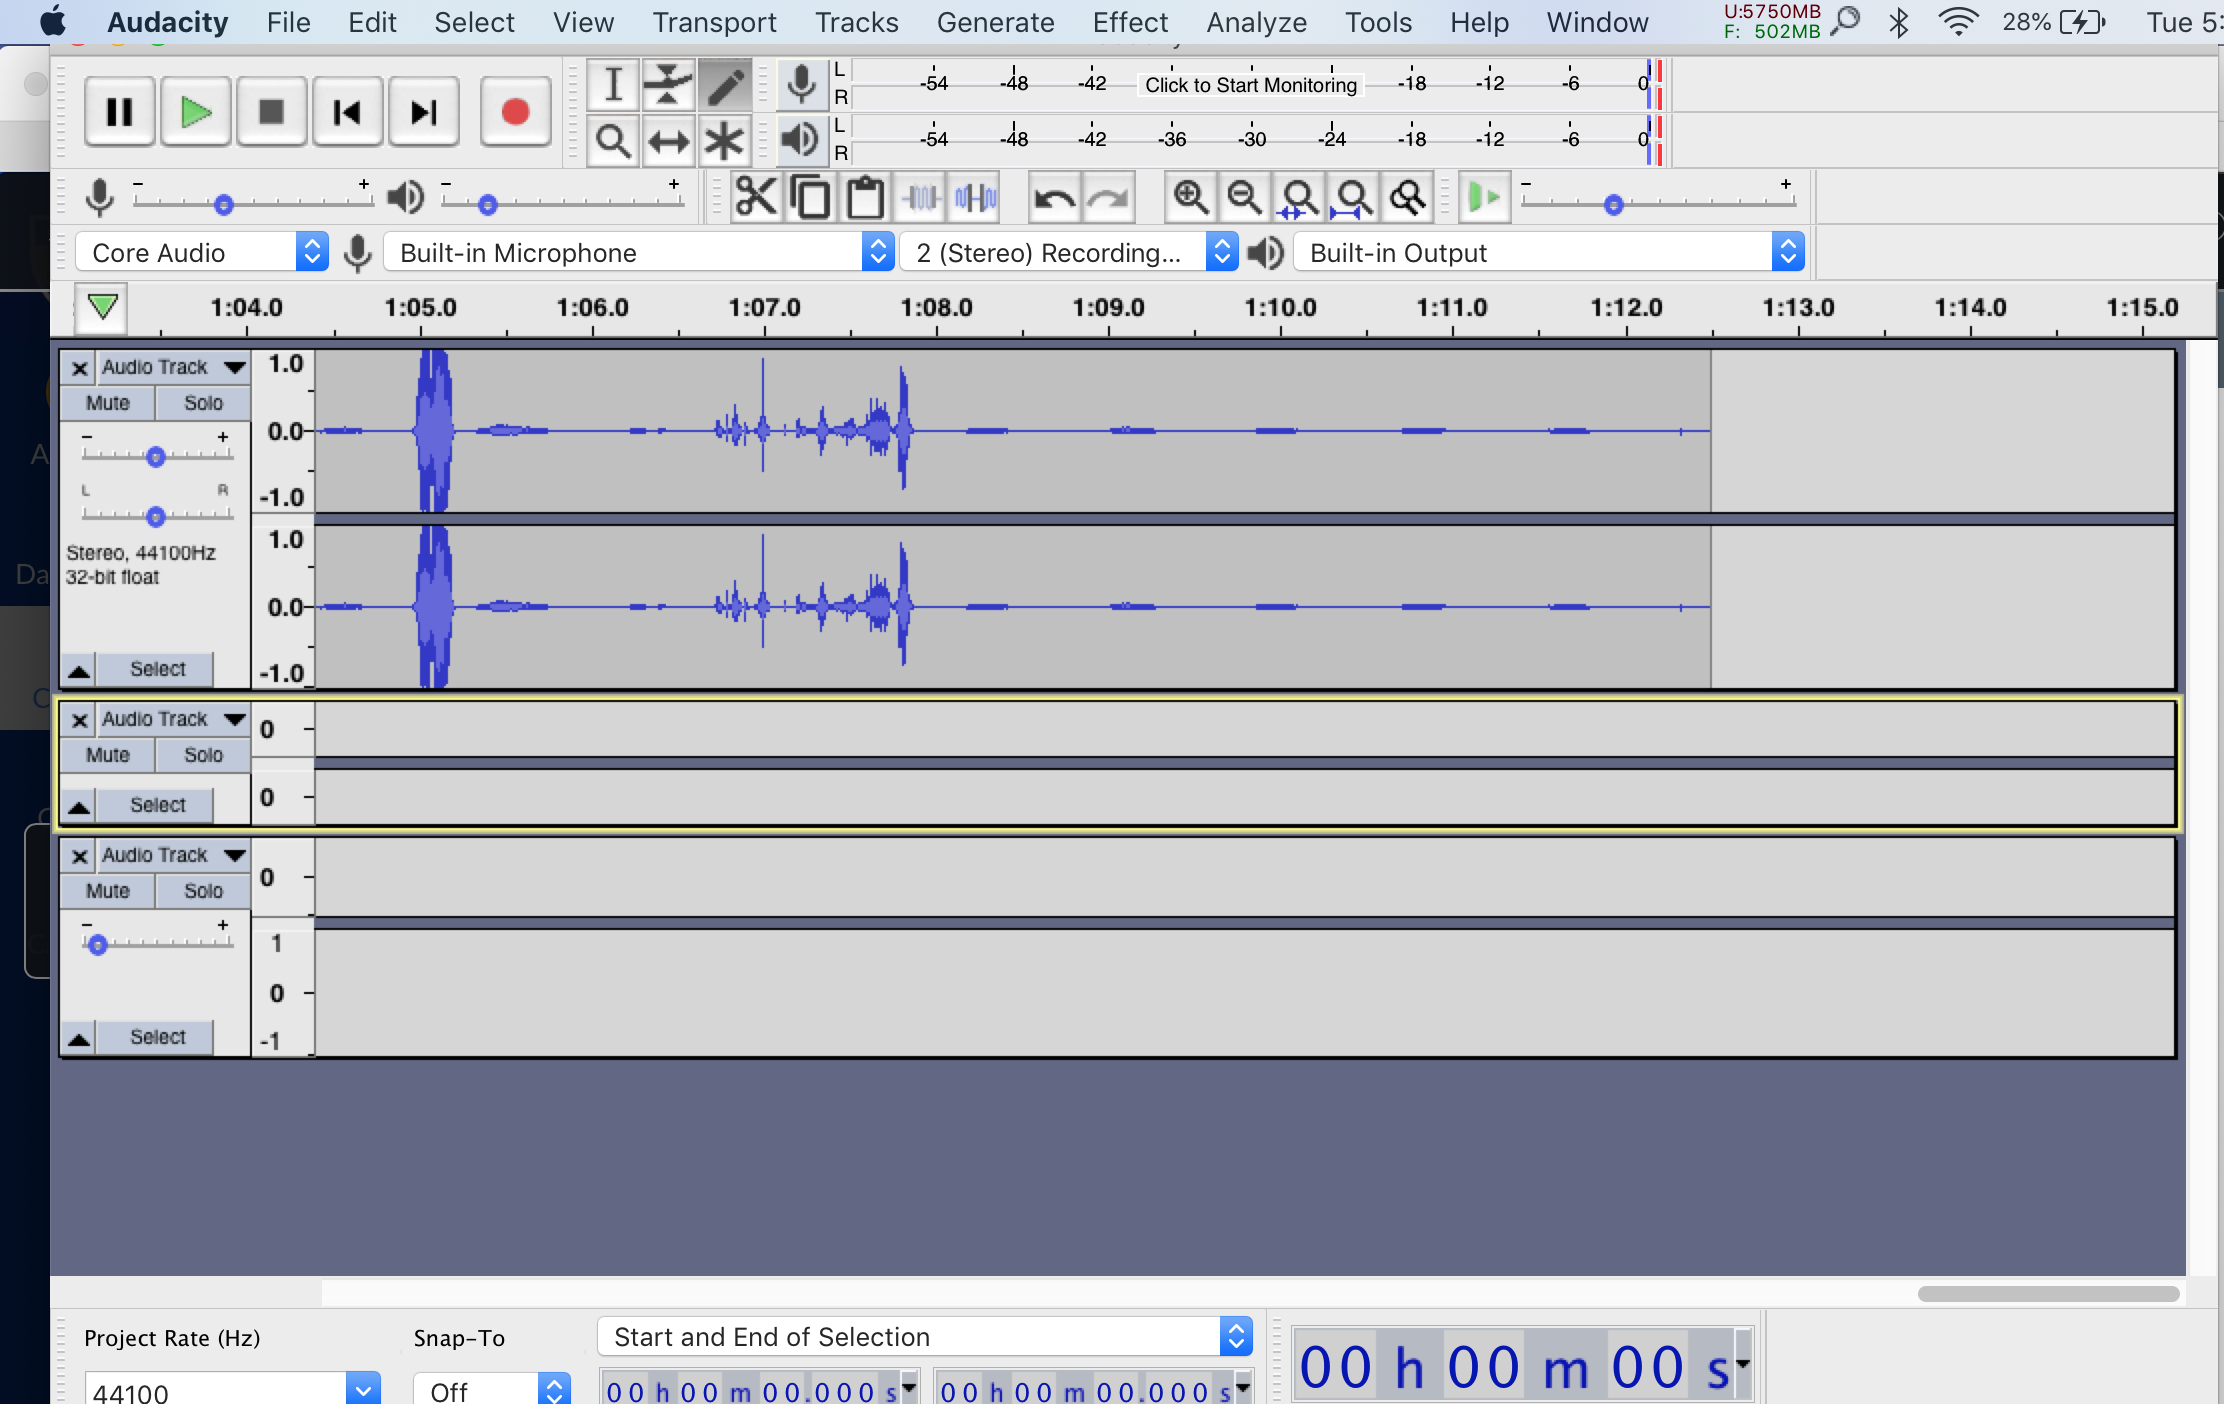 Audacity File Edit Select View Transport Tracks Generate Effect Analyze Tools Help Window U:5750MB F: 502MB 28% Tue 5:
L -54 -48 -42 Click to Start Monitoring -18 -12 -6 0
R
L -54 -48 -42 -36 -30 -24 -18 -12 -6 0
R
- + - + - +
Core Audio Built-in Microphone 2 (Stereo) Recording... Built-in Output
1:04.0 1:05.0 1:06.0 1:07.0 1:08.0 1:09.0 1:10.0 1:11.0 1:12.0 1:13.0 1:14.0 1:15.0
x Audio Track 1.0
Mute Solo
- + 0.0
L R -1.0
1.0
Stereo, 44100Hz
32-bit float
0.0
Select -1.0
x Audio Track 0
Mute Solo
Select 0
x Audio Track 0
Mute Solo
- + 1
0
Select -1
A
Da
C
Project Rate (Hz) Snap-To Start and End of Selection
44100 Off 00 h 00 m 00.000 s 00 h 00 m 00.000 s 00 h 00 m 00 s